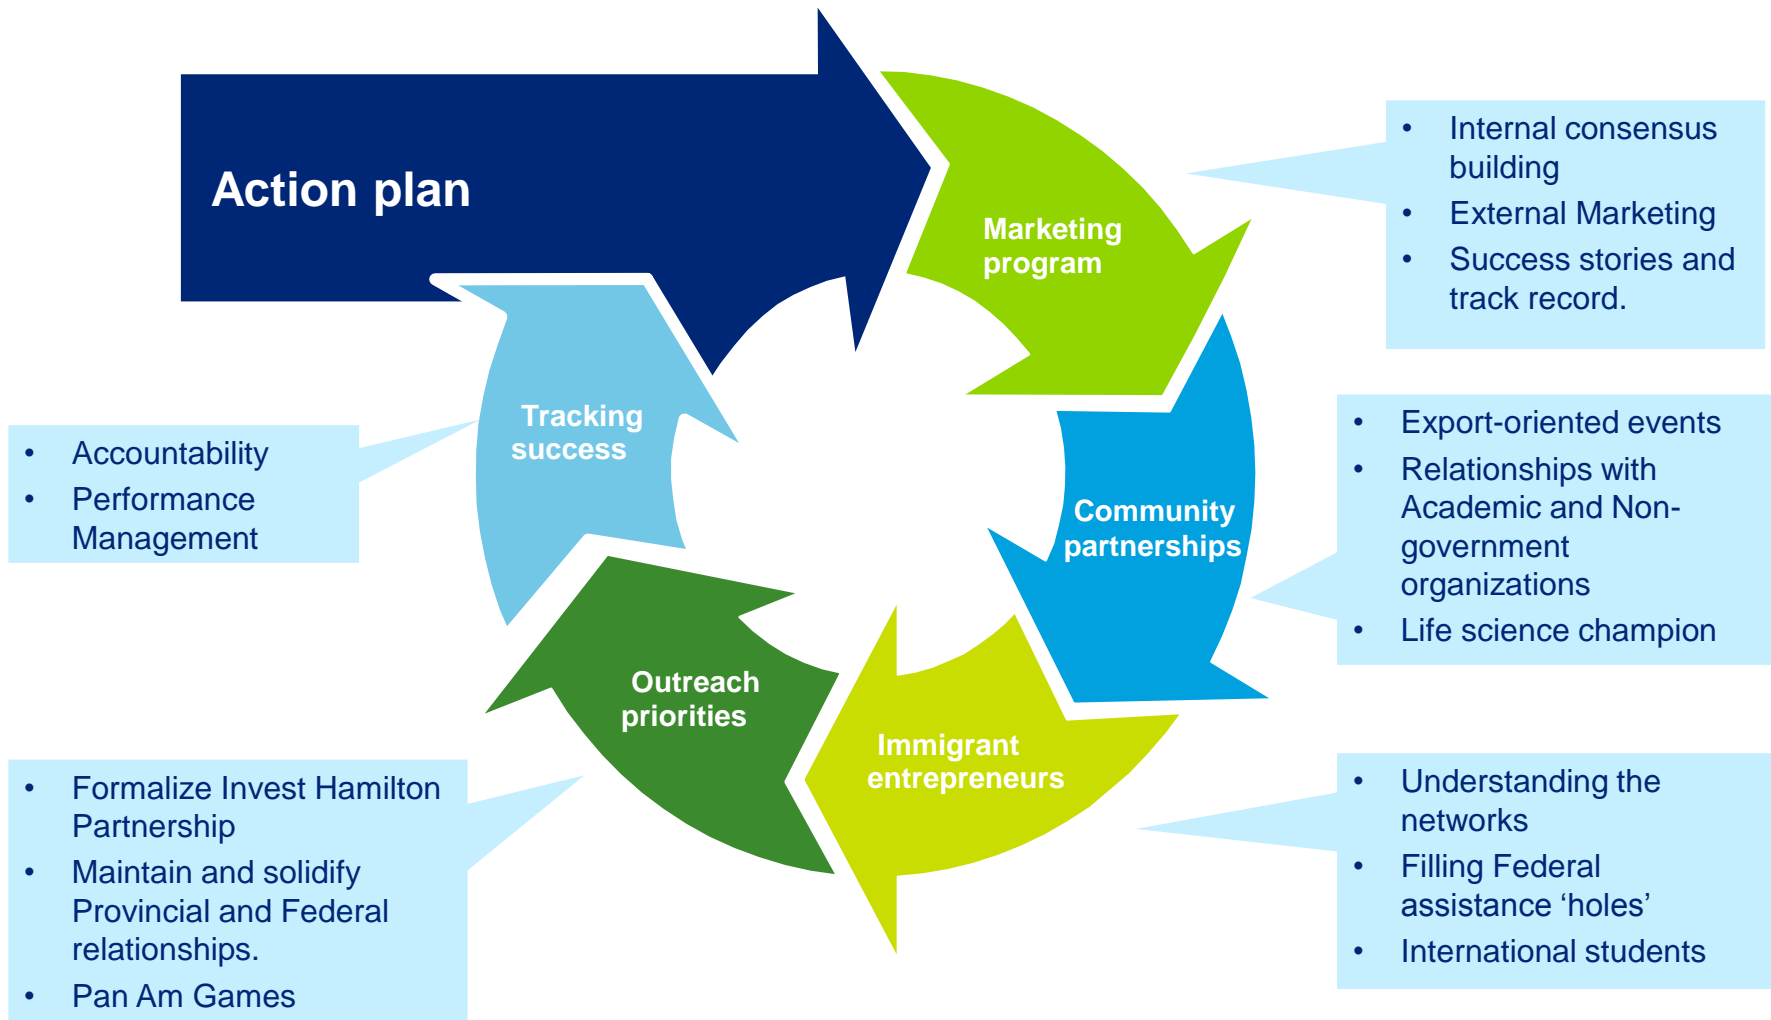 Action plan
Marketing
program
• Internal consensus
building
• External Marketing
• Success stories and
track record.
Community
partnerships
• Export-oriented events
• Relationships with
Academic and Non-
government
organizations
• Life science champion
Immigrant
entrepreneurs
• Understanding the
networks
• Filling Federal
assistance ‘holes’
• International students
Outreach
priorities
• Formalize Invest Hamilton
Partnership
• Maintain and solidify
Provincial and Federal
relationships.
• Pan Am Games
Tracking
success
• Accountability
• Performance
Management